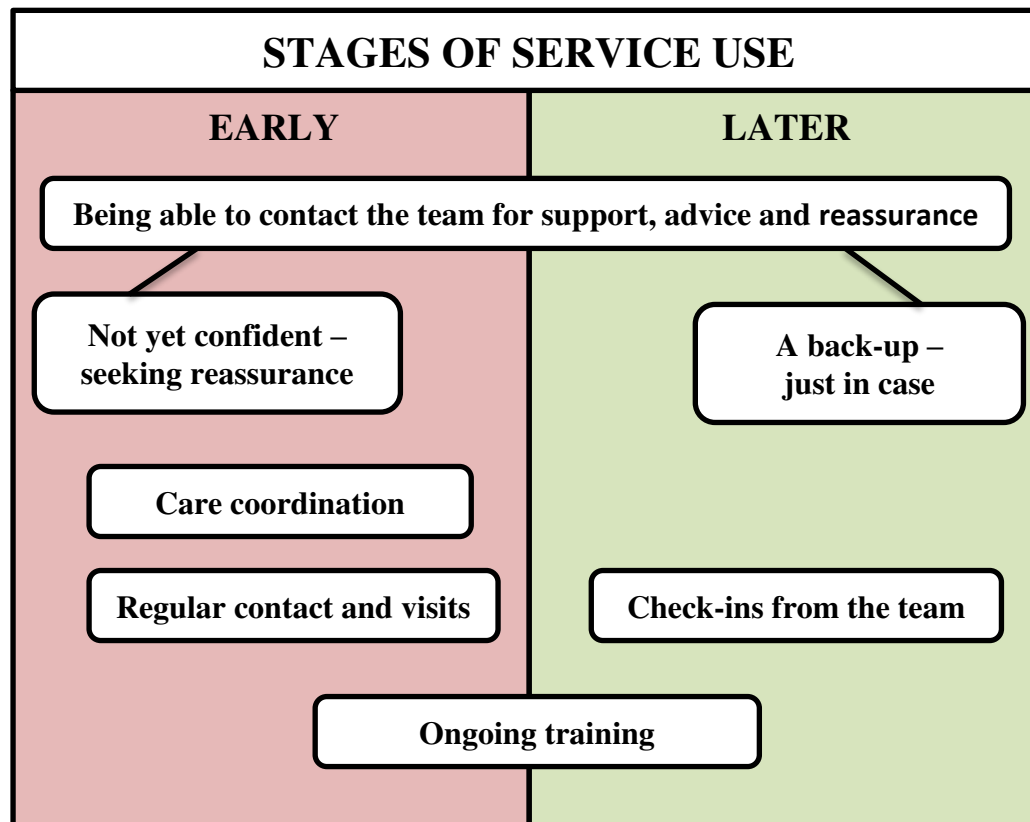 STAGES OF SERVICE USE
EARLY
LATER
Being able to contact the team for support, advice and reassurance
Not yet confident –
seeking reassurance
A back-up –
just in case
Care coordination
Regular contact and visits
Check-ins from the team
Ongoing training